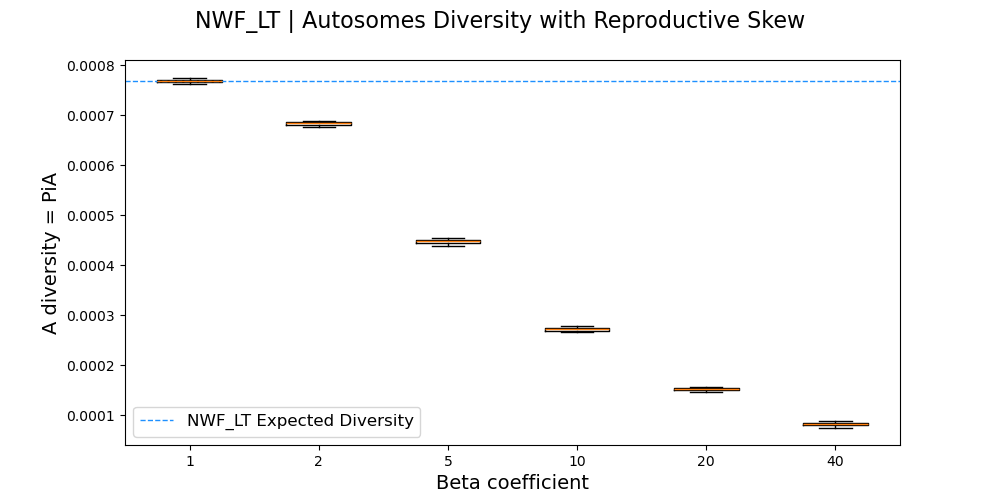 NWF_LT | Autosomes Diversity with Reproductive Skew
A diversity = PiA
0.0008
0.0007
0.0006
0.0005
0.0004
0.0003
0.0002
0.0001
NWF_LT Expected Diversity
1 2 5 10 20 40
Beta coefficient